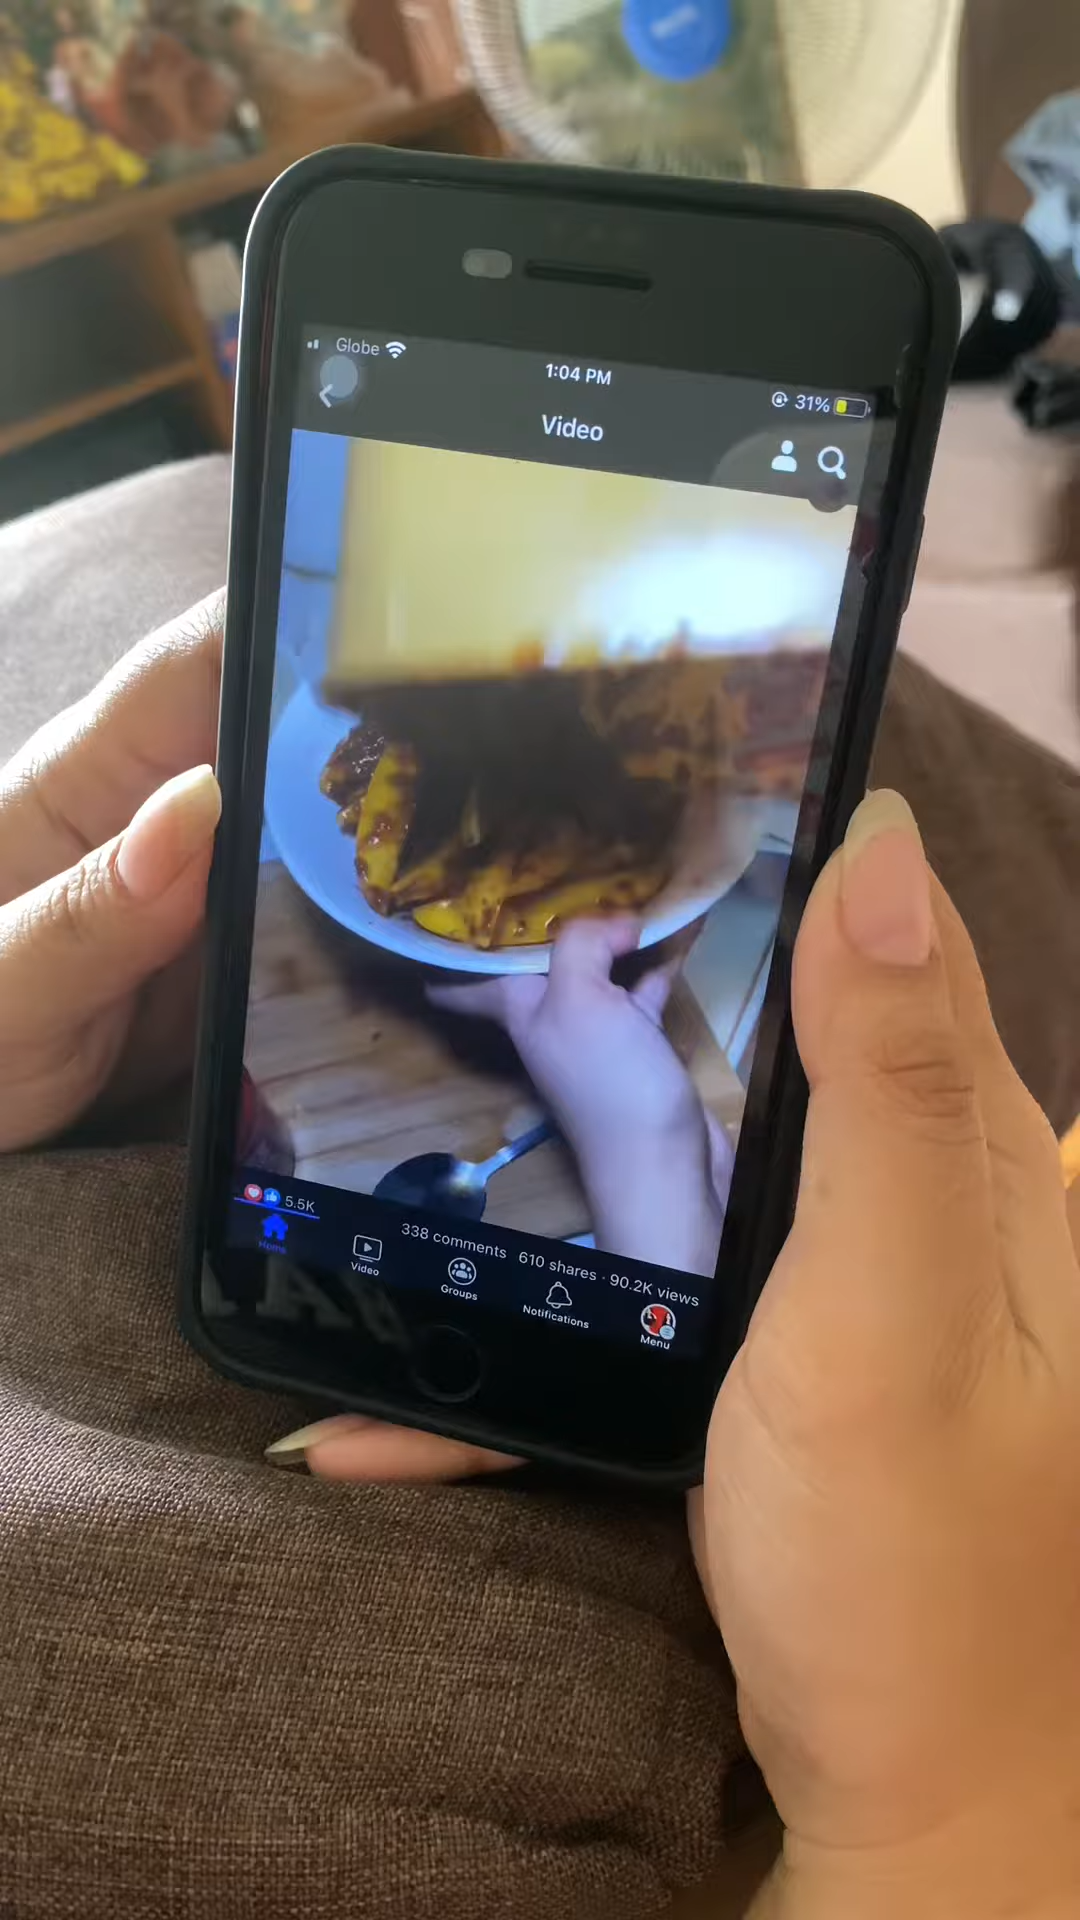 Globe
1:04 PM
31%
Video
5.5K
338 comments 610 shares · 90.2K views
Home
Video
Groups
Notifications
Menu